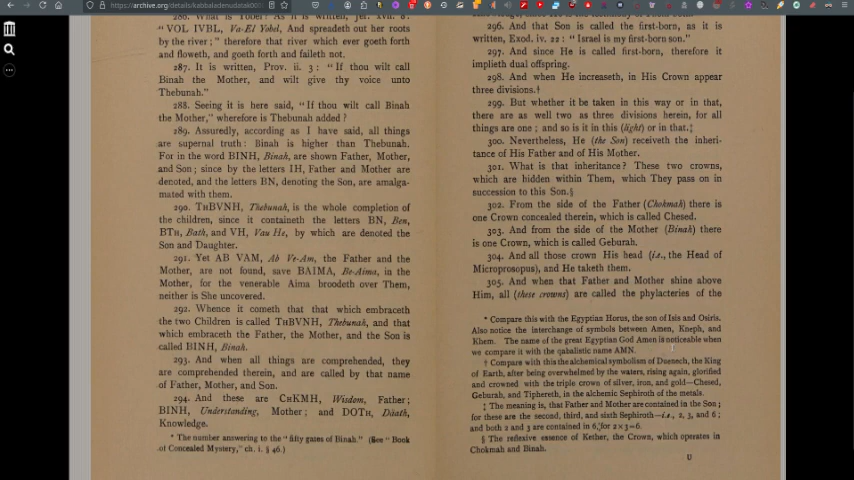 https://archive.org/details/kabbaladenudatak00
286. What is Yobel? As it is written, Jer. xvii. 8:
"VOL IVBL, Va-El Yobel, And spreadeth out her roots
by the river;" therefore that river which ever goeth forth
and floweth, and goeth forth and faileth not.
287. It is written, Prov. ii. 3: "If thou wilt call
Binah the Mother, and wilt give thy voice unto
Thebunah."
288. Seeing it is here said, "If thou wilt call Binah
the Mother," wherefore is Thebunah added?
289. Assuredly, according as I have said, all things
are supernal truth: Binah is higher than Thebunah.
For in the word BINH, Binah, are shown Father, Mother,
and Son; since by the letters IH, Father and Mother are
denoted, and the letters BN, denoting the Son, are amalga-
mated with them.
290. THBVNH, Thebunah, is the whole completion of
the children, since it containeth the letters BN, Ben,
BTH, Bath, and VH, Vau He, by which are denoted the
Son and Daughter.
291. Yet AB VAM, Ab Ve-Am, the Father and the
Mother, are not found, save BAIMA, Be-Aima, in the
Mother, for the venerable Aima broodeth over Them,
neither is She uncovered.
292. Whence it cometh that that which embraceth
the two Children is called THBVNH, Thebunah, and that
which embraceth the Father, the Mother, and the Son is
called BINH, Binah.
293. And when all things are comprehended, they
are comprehended therein, and are called by that name
of Father, Mother, and Son.
294. And these are CHKMH, Wisdom, Father;
BINH, Understanding, Mother; and DOTH, Däath,
Knowledge.
* The number answering to the "fifty gates of Binah." (See "Book
of Concealed Mystery," ch. i. § 46.)
296. And that Son is called the first-born, as it is
written, Exod. iv. 22: "Israel is my first-born son."
297. And since He is called first-born, therefore it
implieth dual offspring.
298. And when He increaseth, in His Crown appear
three divisions.†
299. But whether it be taken in this way or in that,
there are as well two as three divisions herein, for all
things are one; and so is it in this (light) or in that.‡
300. Nevertheless, He (the Son) receiveth the inheri-
tance of His Father and of His Mother.
301. What is that inheritance? These two crowns,
which are hidden within Them, which They pass on in
succession to this Son.§
302. From the side of the Father (Chokmah) there is
one Crown concealed therein, which is called Chesed.
303. And from the side of the Mother (Binah) there
is one Crown, which is called Geburah.
304. And all those crown His head (i.e., the Head of
Microprosopus), and He taketh them.
305. And when that Father and Mother shine above
Him, all (these crowns) are called the phylacteries of the
* Compare this with the Egyptian Horus, the son of Isis and Osiris.
Also notice the interchange of symbols between Amen, Kneph, and
Khem. The name of the great Egyptian God Amen is noticeable when
we compare it with the qabalistic name AMN.
† Compare with this the alchemical symbolism of Duenech, the King
of Earth, after being overwhelmed by the waters, rising again, glorified
and crowned with the triple crown of silver, iron, and gold—Chesed,
Geburah, and Tiphereth, in the alchemic Sephiroth of the metals.
‡ The meaning is, that Father and Mother are contained in the Son;
for these are the second, third, and sixth Sephiroth—i.e., 2, 3, and 6;
and both 2 and 3 are contained in 6, for 2×3=6.
§ The reflexive essence of Kether, the Crown, which operates in
Chokmah and Binah.
U